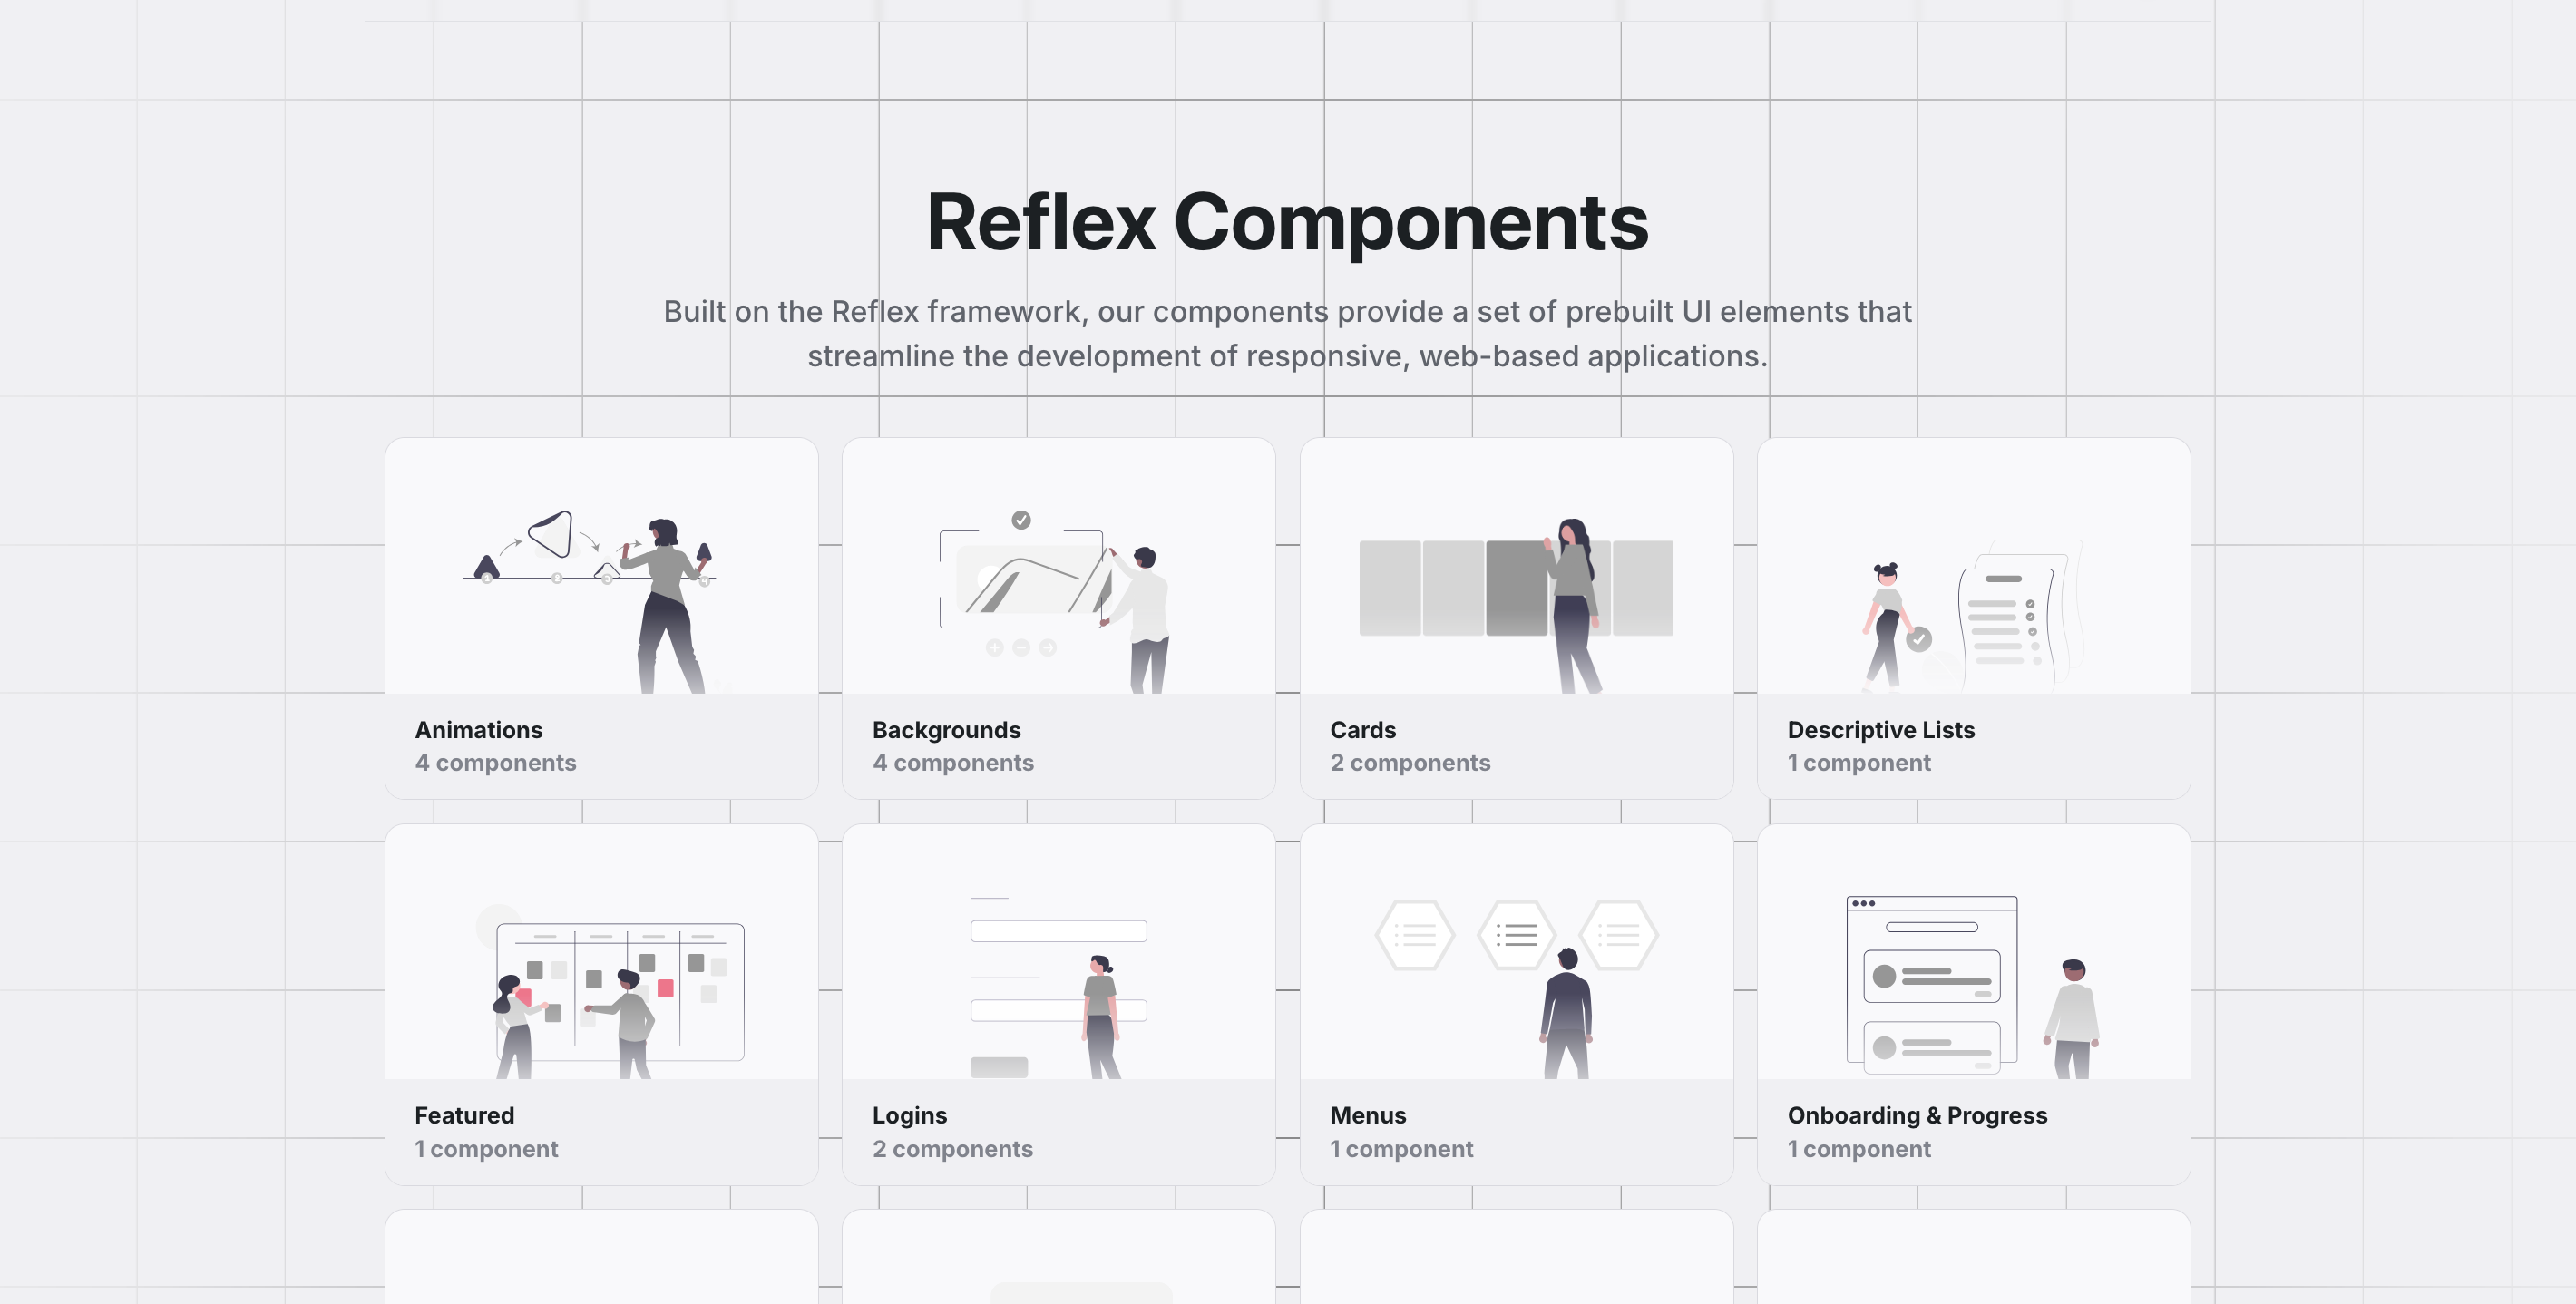 Reflex Components
Built on the Reflex framework, our components provide a set of prebuilt UI elements that
streamline the development of responsive, web-based applications.
Animations
4 components
Backgrounds
4 components
Cards
2 components
Descriptive Lists
1 component
Featured
1 component
Logins
2 components
Menus
1 component
Onboarding & Progress
1 component